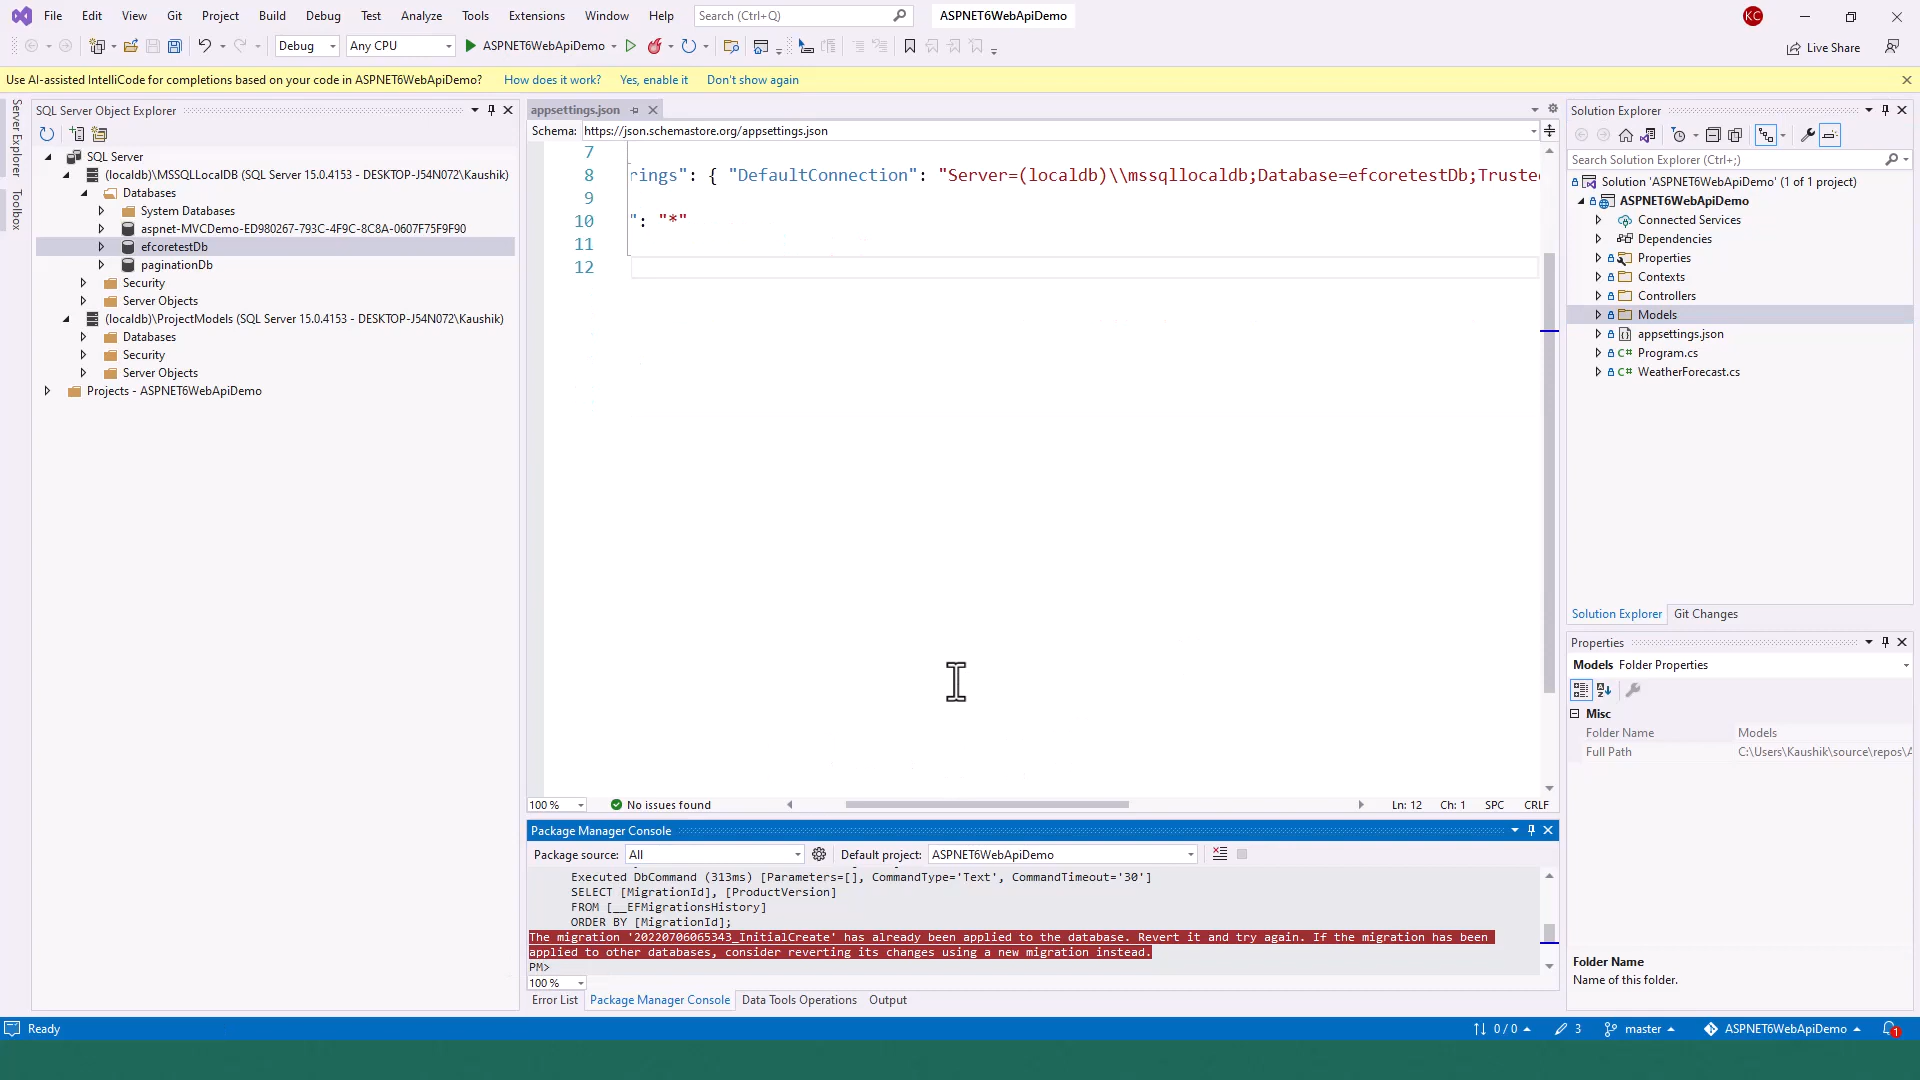 File Edit View Git Project Build Debug Test Analyze Tools Extensions Window Help Search (Ctrl+Q) ASPNET6WebApiDemo KC
Debug Any CPU ASPNET6WebApiDemo Live Share
Use AI-assisted IntelliCode for completions based on your code in ASPNET6WebApiDemo? How does it work? Yes, enable it Don't show again
Server Explorer
Toolbox
SQL Server Object Explorer
SQL Server
(localdb)\MSSQLLocalDB (SQL Server 15.0.4153 - DESKTOP-J54N072\Kaushik)
Databases
System Databases
aspnet-MVCDemo-ED980267-793C-4F9C-8C8A-0607F75F9F90
efcoretestDb
paginationDb
Security
Server Objects
(localdb)\ProjectModels (SQL Server 15.0.4153 - DESKTOP-J54N072\Kaushik)
Databases
Security
Server Objects
Projects - ASPNET6WebApiDemo
appsettings.json
Schema: https://json.schemastore.org/appsettings.json
7
8 rings": { "DefaultConnection": "Server=(localdb)\\mssqllocaldb;Database=efcoretestDb;Trusted
9
10 ": "*"
11
12
100 % No issues found Ln: 12 Ch: 1 SPC CRLF
Package Manager Console
Package source: All Default project: ASPNET6WebApiDemo
Executed DbCommand (313ms) [Parameters=[], CommandType='Text', CommandTimeout='30']
SELECT [MigrationId], [ProductVersion]
FROM [__EFMigrationsHistory]
ORDER BY [MigrationId];
The migration '20220706065343_InitialCreate' has already been applied to the database. Revert it and try again. If the migration has been
applied to other databases, consider reverting its changes using a new migration instead.
PM>
100 %
Error List Package Manager Console Data Tools Operations Output
Solution Explorer
Search Solution Explorer (Ctrl+;)
Solution 'ASPNET6WebApiDemo' (1 of 1 project)
ASPNET6WebApiDemo
Connected Services
Dependencies
Properties
Contexts
Controllers
Models
appsettings.json
C# Program.cs
C# WeatherForecast.cs
Solution Explorer Git Changes
Properties
Models Folder Properties
Misc
Folder Name Models
Full Path C:\Users\Kaushik\source\repos\A
Folder Name
Name of this folder.
Ready 0 / 0 3 master ASPNET6WebApiDemo 1